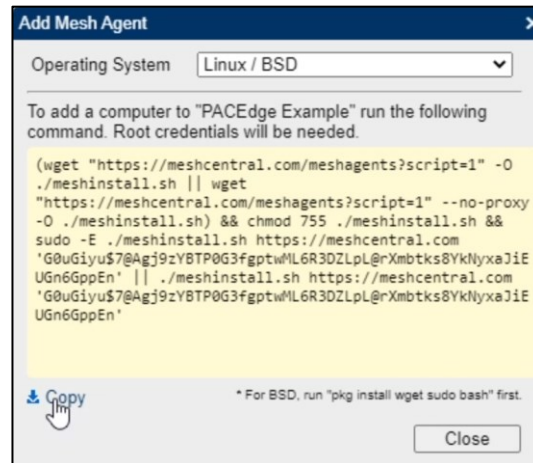 Add Mesh Agent
Operating System Linux / BSD
To add a computer to "PACEdge Example" run the following
command. Root credentials will be needed.
(wget "https://meshcentral.com/meshagents?script=1" -O
./meshinstall.sh || wget
"https://meshcentral.com/meshagents?script=1" --no-proxy
-O ./meshinstall.sh) && chmod 755 ./meshinstall.sh &&
sudo -E ./meshinstall.sh https://meshcentral.com
'G0uGiyu$7@Agj9zYBTP0G3fgptwML6R3DZLpL@rXmbtks8YkNyxaJiE
UGn6GppEn' || ./meshinstall.sh https://meshcentral.com
'G0uGiyu$7@Agj9zYBTP0G3fgptwML6R3DZLpL@rXmbtks8YkNyxaJiE
UGn6GppEn'
Copy * For BSD, run "pkg install wget sudo bash" first.
Close